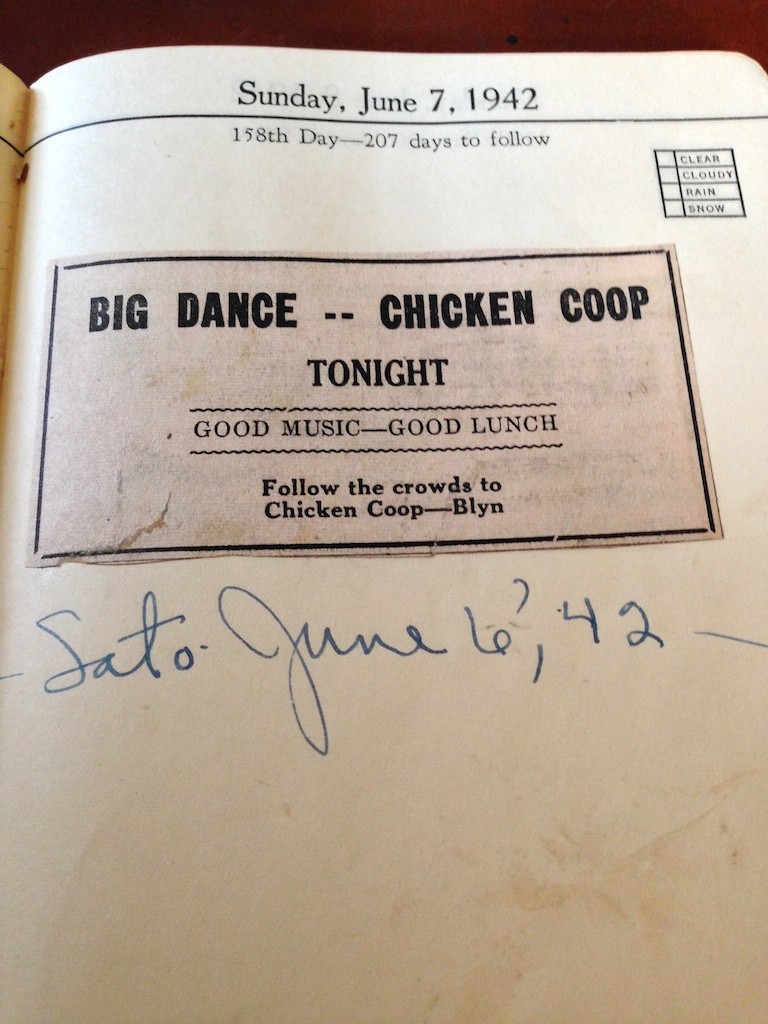 Sunday, June 7, 1942
158th Day—207 days to follow
CLEAR
CLOUDY
RAIN
SNOW
BIG DANCE -- CHICKEN COOP
TONIGHT
GOOD MUSIC—GOOD LUNCH
Follow the crowds to
Chicken Coop—Blyn
— Sato. June 6', 42 —